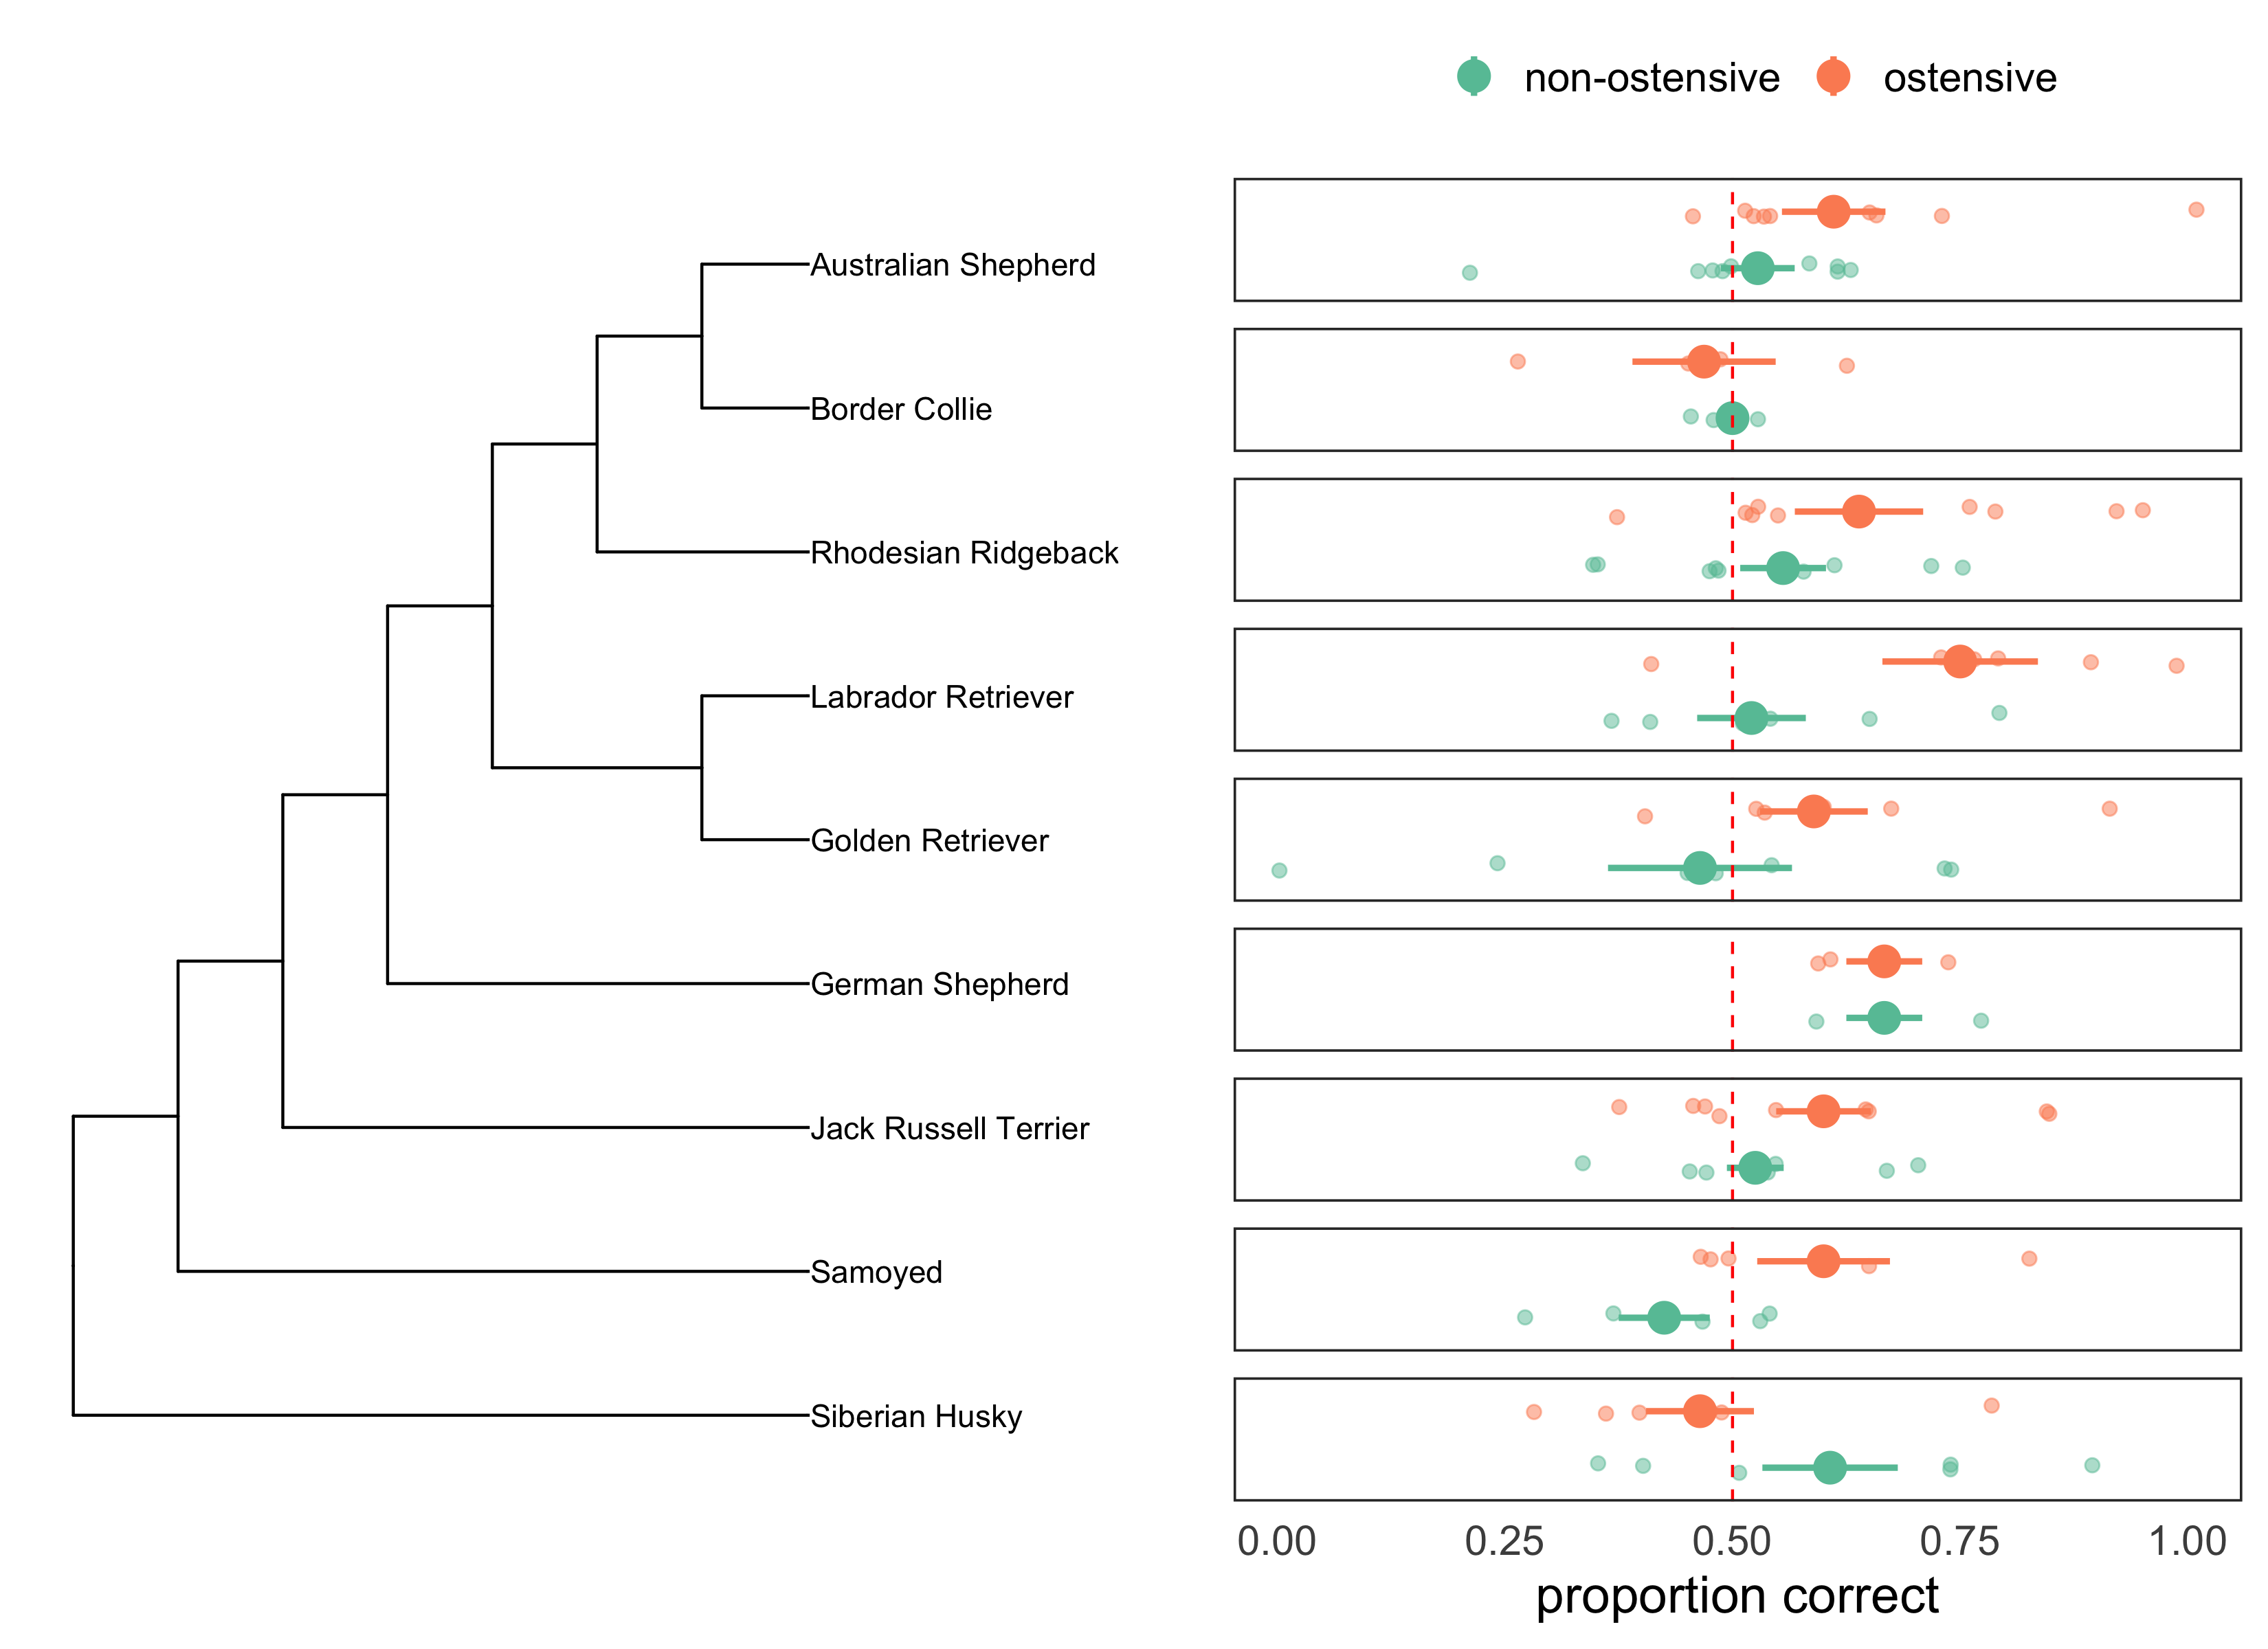 non-ostensive ostensive
Australian Shepherd
Border Collie
Rhodesian Ridgeback
Labrador Retriever
Golden Retriever
German Shepherd
Jack Russell Terrier
Samoyed
Siberian Husky
0.00 0.25 0.50 0.75 1.00
proportion correct